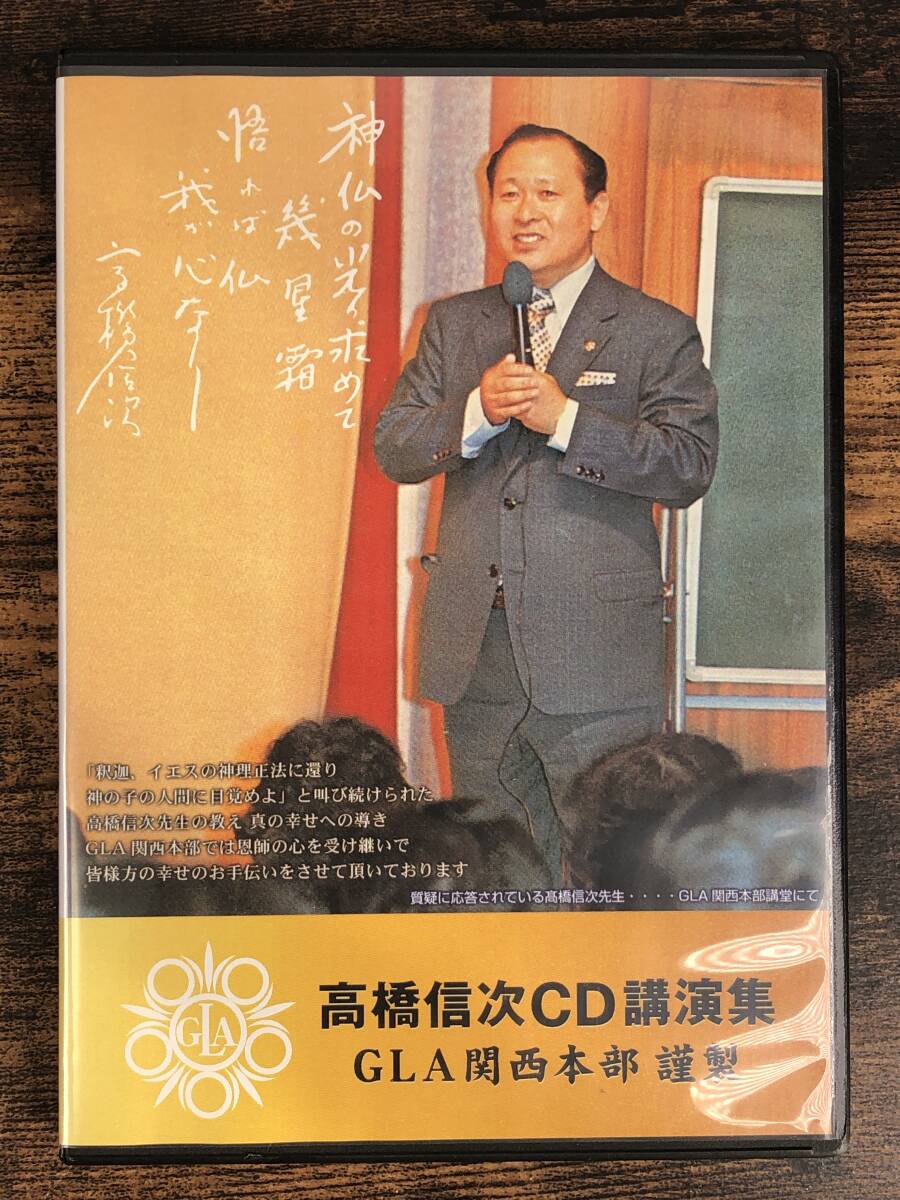 神仏の光を求めて
幾星霜
悟れば仏
我が心なり
高橋信次
「釈迦、イエスの神理正法に還り
神の子の人間に目覚めよ」と叫び続けられた
高橋信次先生の教え 真の幸せへの導き
GLA関西本部では恩師の心を受け継いで
皆様方の幸せのお手伝いをさせて頂いております
質疑に応答されている髙橋信次先生・・・・GLA関西本部講堂にて
GLA
高橋信次CD講演集
GLA関西本部 謹製